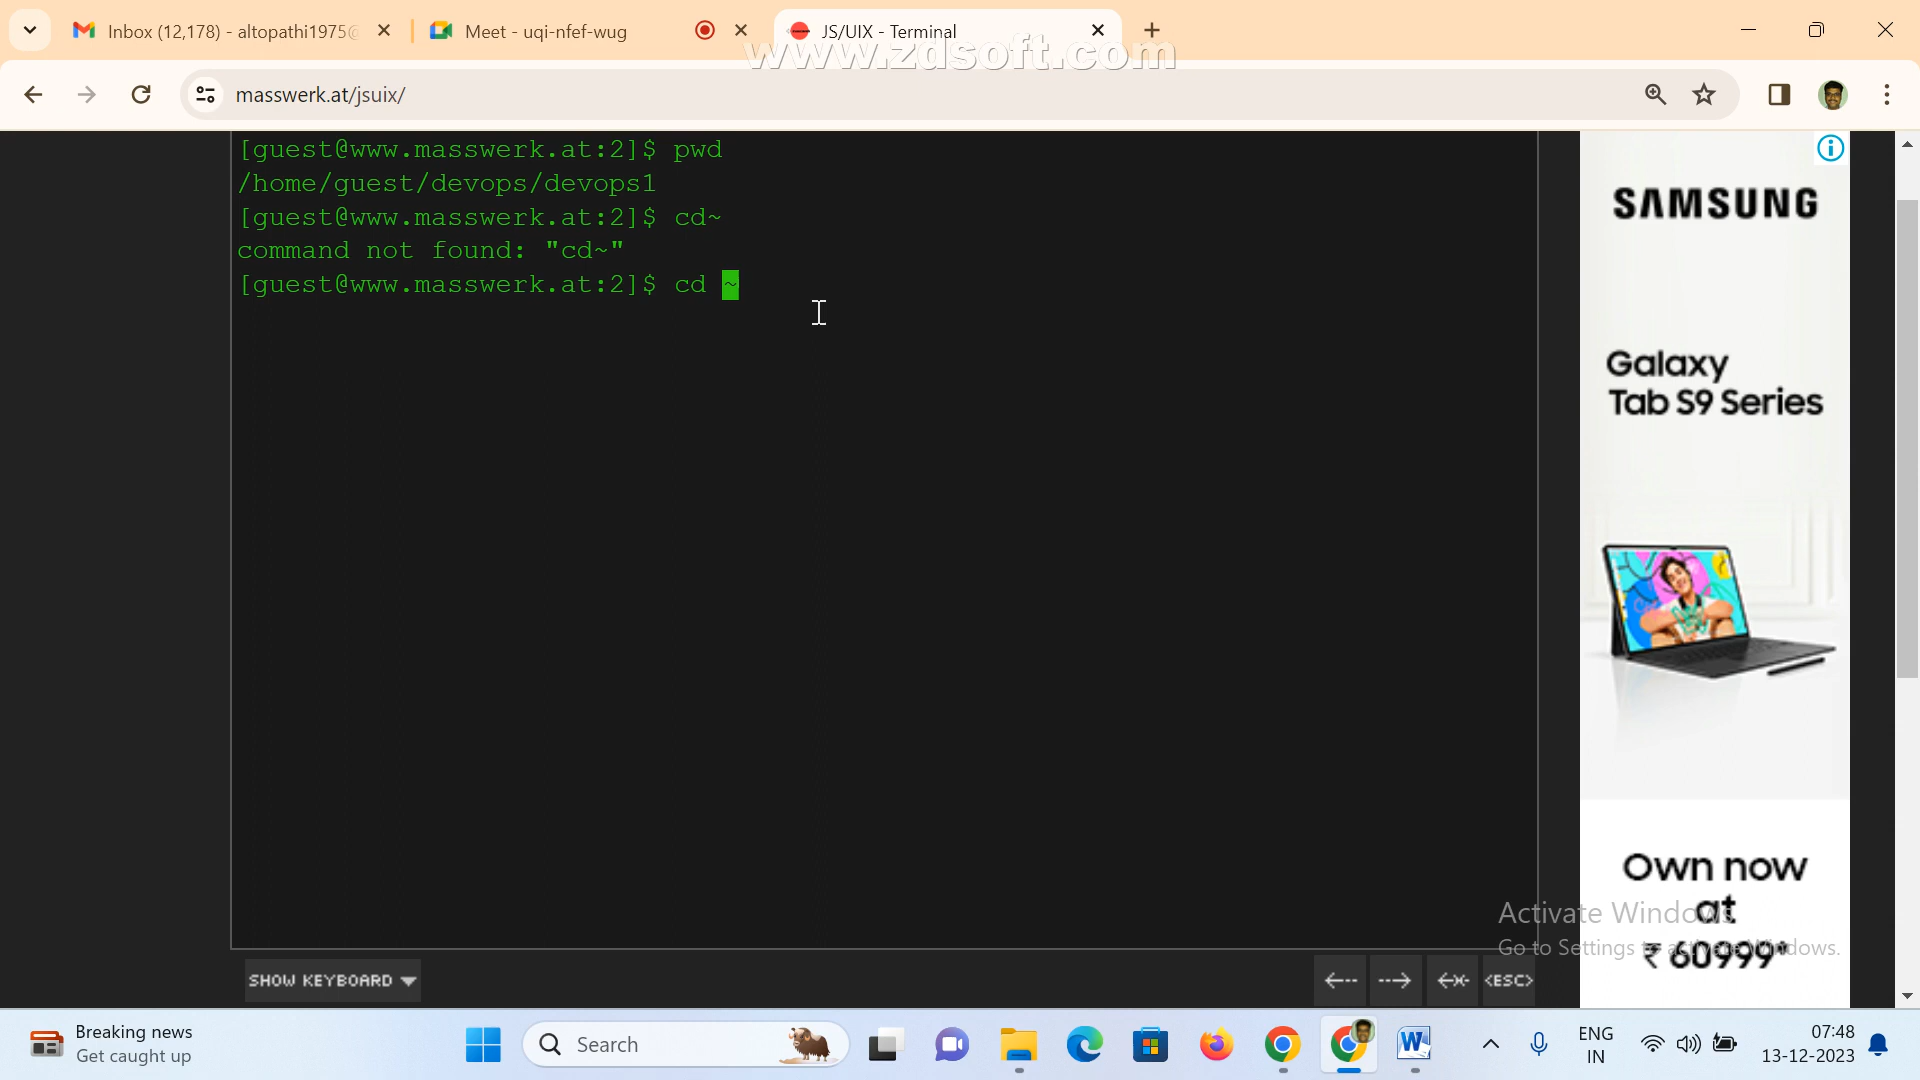 Inbox (12,178) - altopathi1975@
Meet - uqi-nfef-wug
JS/UIX - Terminal
www.zdsoft.com
masswerk.at/jsuix/
[guest@www.masswerk.at:2]$ pwd
/home/guest/devops/devops1
[guest@www.masswerk.at:2]$ cd~
command not found: "cd~"
[guest@www.masswerk.at:2]$ cd ~
SAMSUNG
Galaxy
Tab S9 Series
Own now
at
₹ 60999*
Activate Windows
Go to Settings to activate Windows.
SHOW KEYBOARD
<ESC>
Breaking news
Get caught up
Search
ENG
IN
07:48
13-12-2023